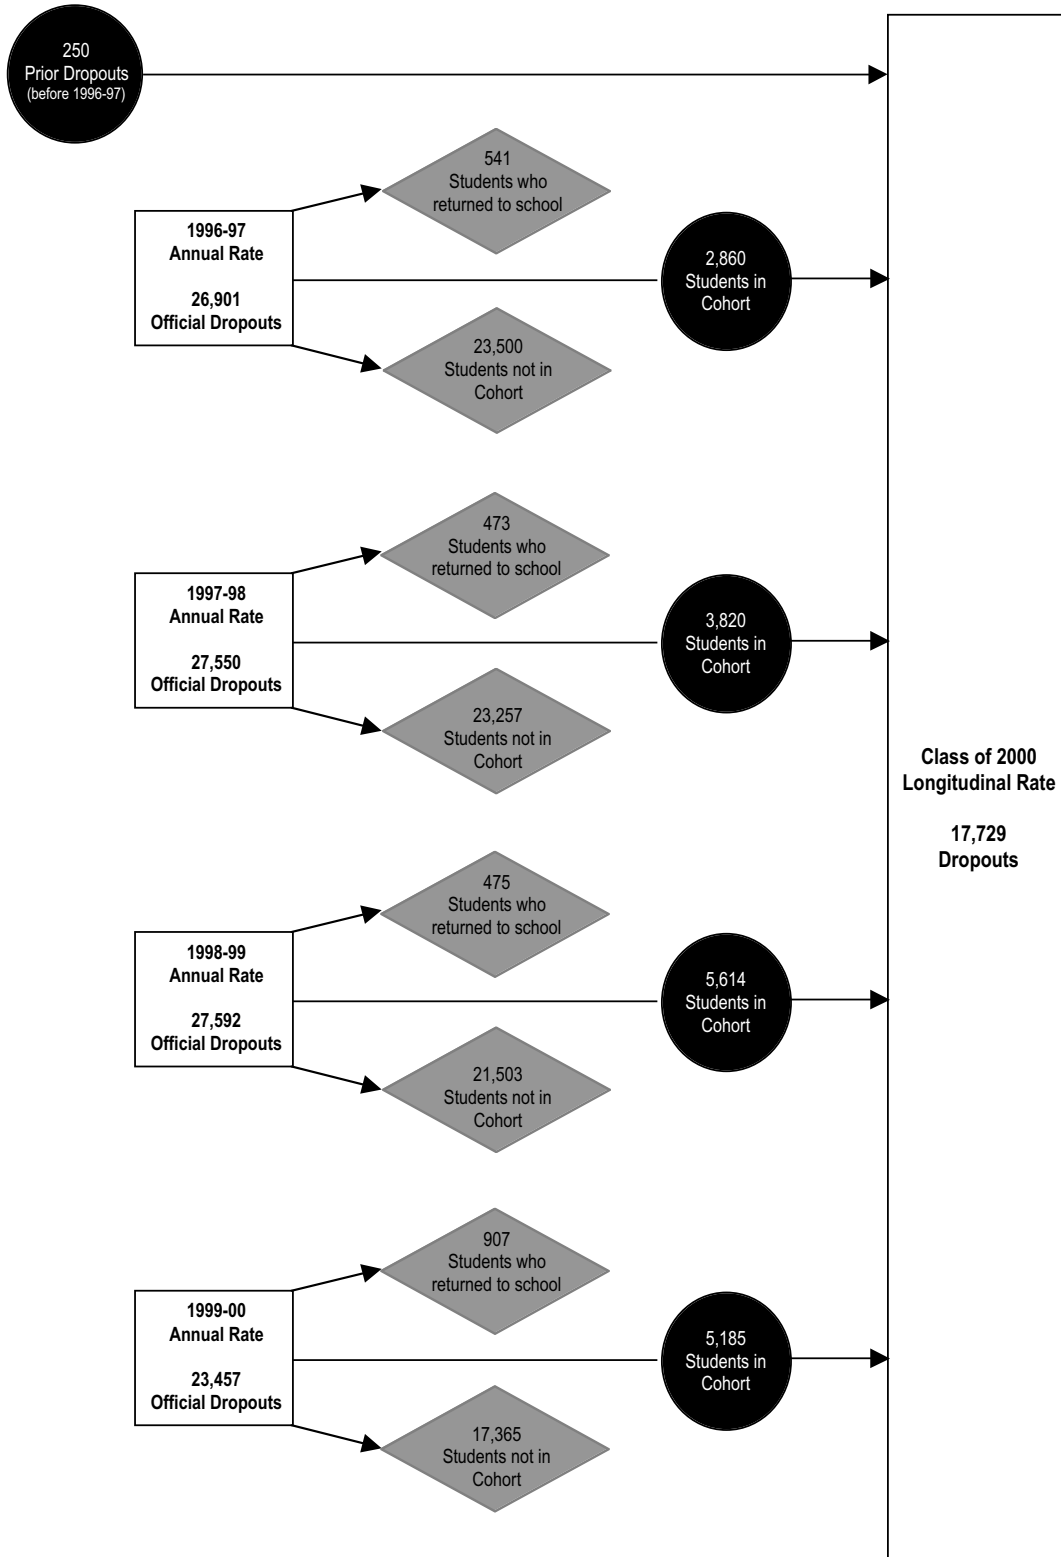 250
Prior Dropouts
(before 1996-97)
541
Students who
returned to school
1996-97
Annual Rate
26,901
Official Dropouts
2,860
Students in
Cohort
23,500
Students not in
Cohort
473
Students who
returned to school
1997-98
Annual Rate
27,550
Official Dropouts
3,820
Students in
Cohort
23,257
Students not in
Cohort
Class of 2000
Longitudinal Rate
17,729
Dropouts
475
Students who
returned to school
1998-99
Annual Rate
27,592
Official Dropouts
5,614
Students in
Cohort
21,503
Students not in
Cohort
907
Students who
returned to school
1999-00
Annual Rate
23,457
Official Dropouts
5,185
Students in
Cohort
17,365
Students not in
Cohort